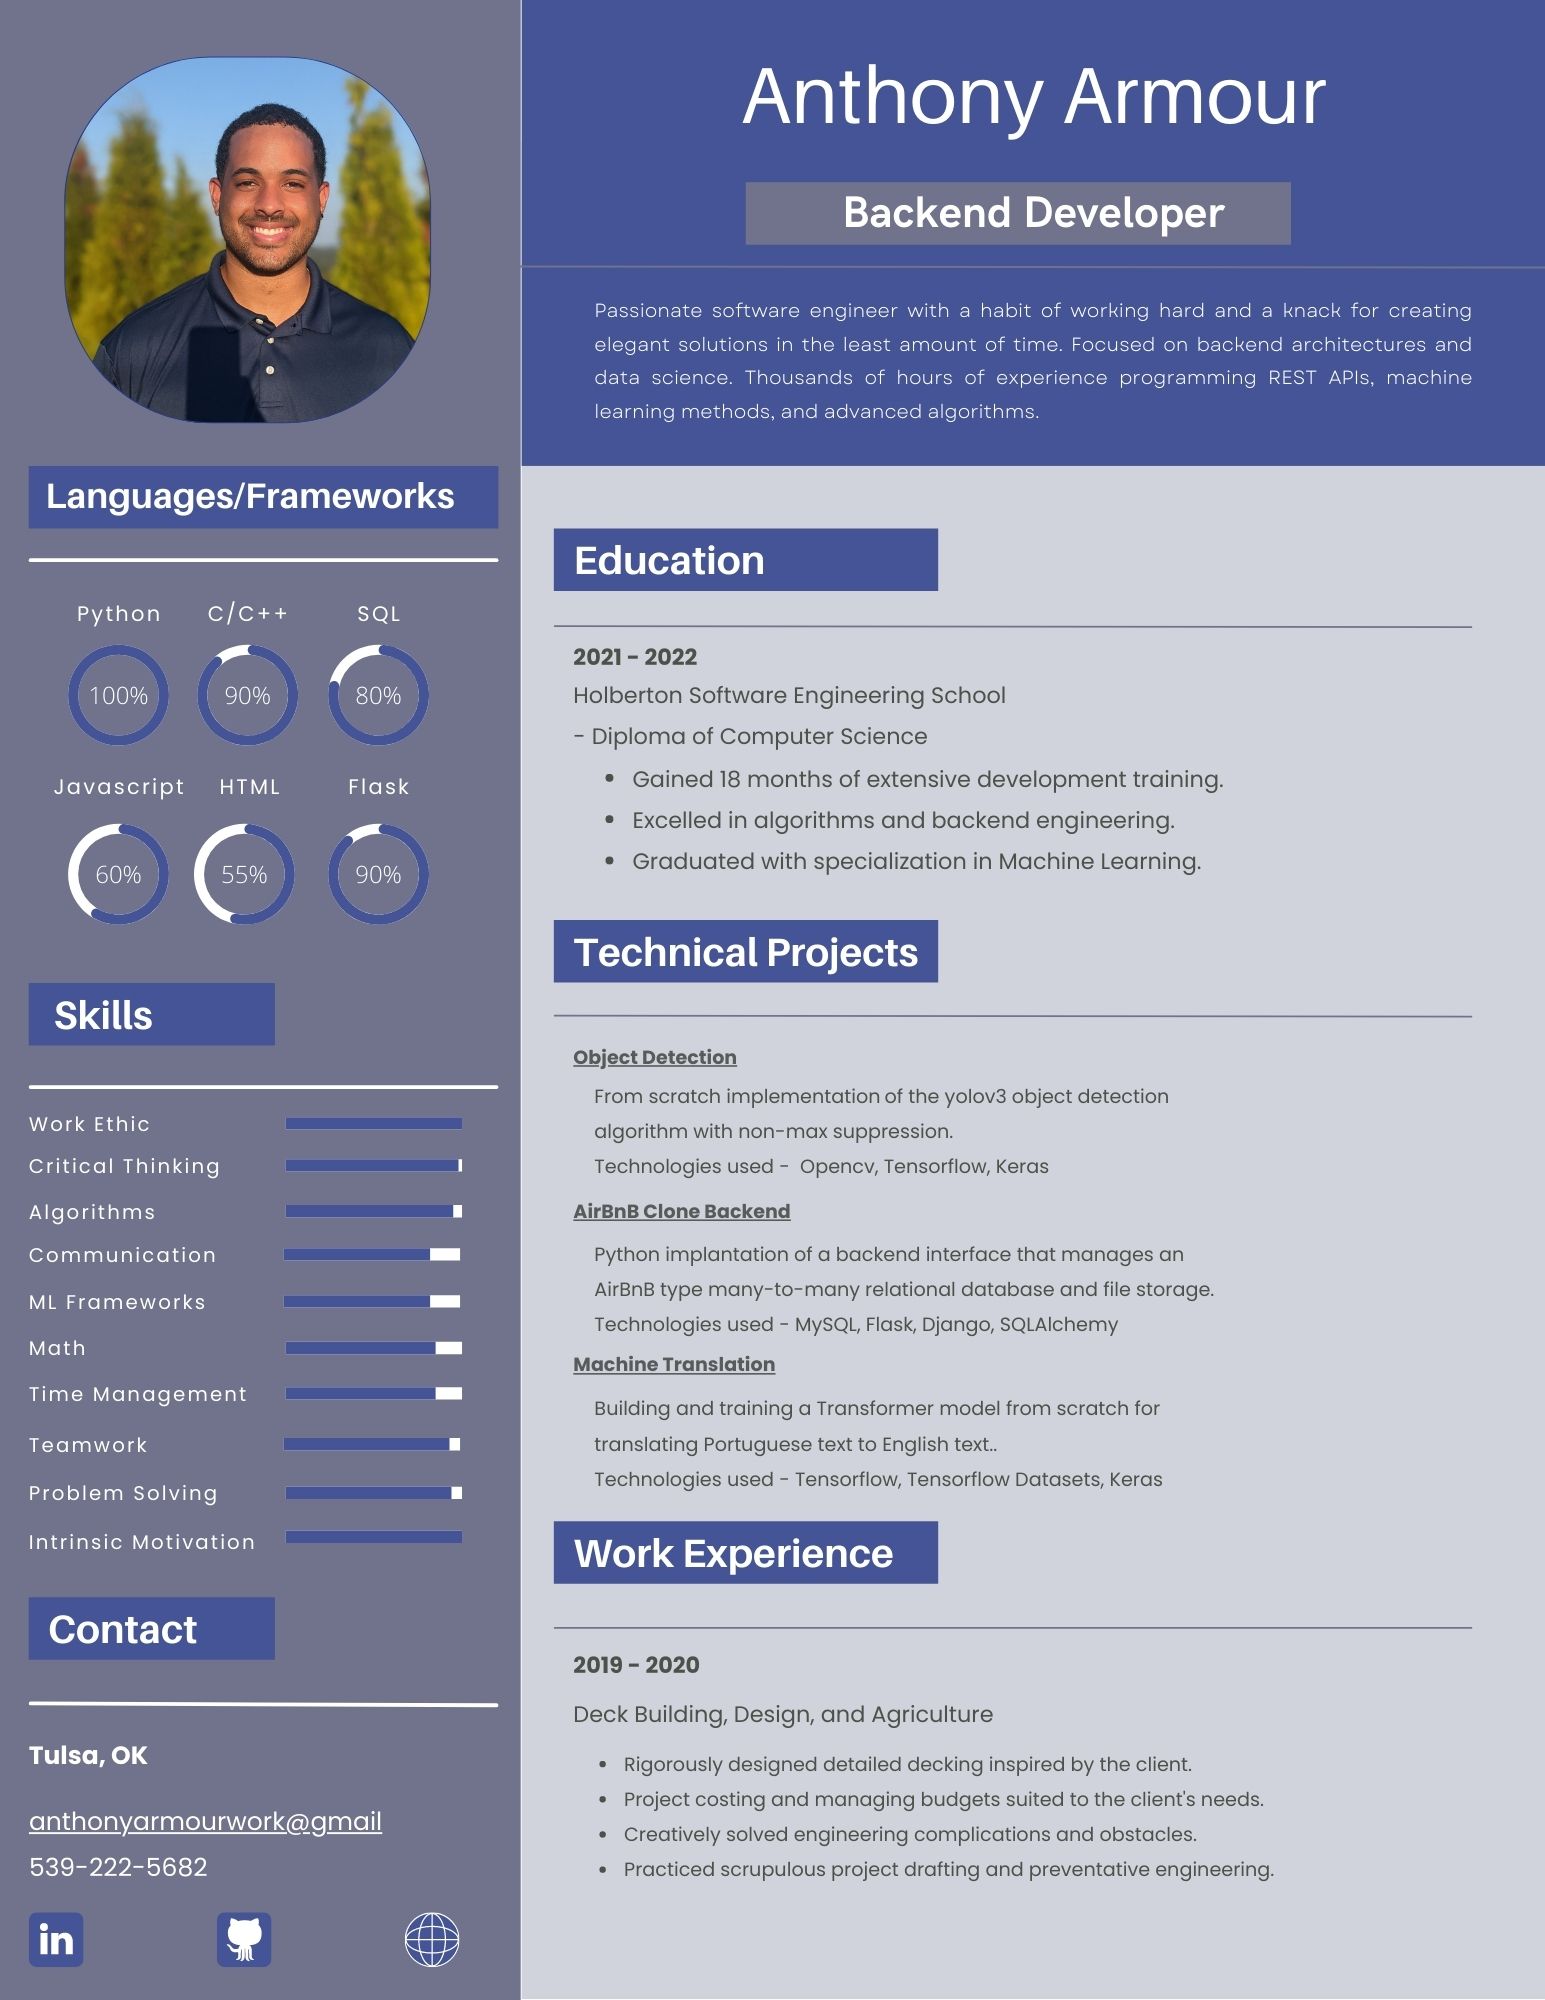 Anthony Armour
Backend Developer
Passionate software engineer with a habit of working hard and a knack for creating
elegant solutions in the least amount of time. Focused on backend architectures and
data science. Thousands of hours of experience programming REST APIs, machine
learning methods, and advanced algorithms.
Languages/Frameworks
Python C/C++ SQL
100% 90% 80%
Javascript HTML Flask
60% 55% 90%
Skills
Work Ethic
Critical Thinking
Algorithms
Communication
ML Frameworks
Math
Time Management
Teamwork
Problem Solving
Intrinsic Motivation
Contact
Tulsa, OK
anthonyarmourwork@gmail
539-222-5682
in
Education
2021 - 2022
Holberton Software Engineering School
- Diploma of Computer Science
• Gained 18 months of extensive development training.
• Excelled in algorithms and backend engineering.
• Graduated with specialization in Machine Learning.
Technical Projects
Object Detection
From scratch implementation of the yolov3 object detection
algorithm with non-max suppression.
Technologies used - Opencv, Tensorflow, Keras
AirBnB Clone Backend
Python implantation of a backend interface that manages an
AirBnB type many-to-many relational database and file storage.
Technologies used - MySQL, Flask, Django, SQLAlchemy
Machine Translation
Building and training a Transformer model from scratch for
translating Portuguese text to English text..
Technologies used - Tensorflow, Tensorflow Datasets, Keras
Work Experience
2019 - 2020
Deck Building, Design, and Agriculture
• Rigorously designed detailed decking inspired by the client.
• Project costing and managing budgets suited to the client's needs.
• Creatively solved engineering complications and obstacles.
• Practiced scrupulous project drafting and preventative engineering.